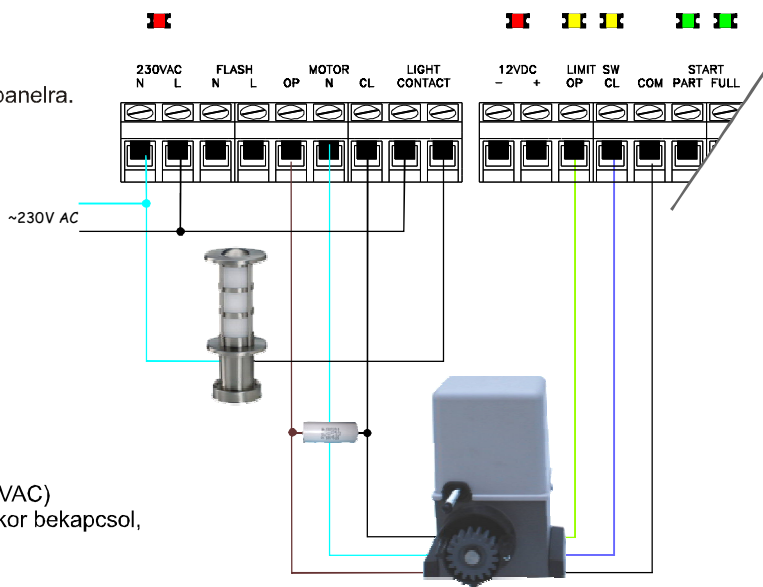 230VAC FLASH MOTOR LIGHT 12VDC LIMIT SW START
N L N L OP N CL CONTACT − + OP CL COM PART FULL
panelra.
~230V AC
VAC)
kor bekapcsol,